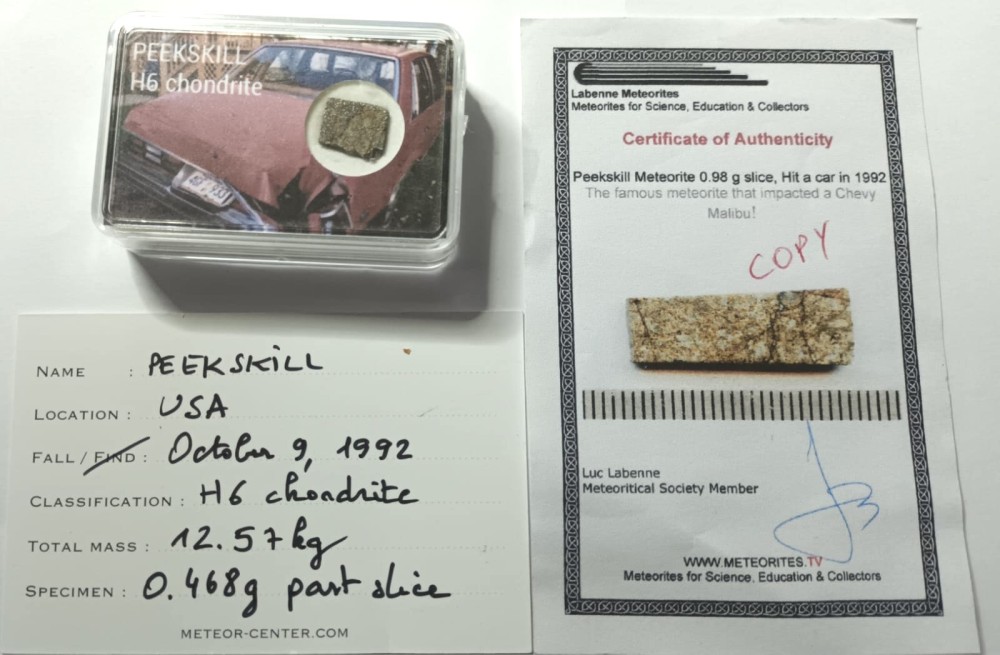 PEEKSKILL
H6 chondrite
NAME : PEEKSKILL
LOCATION : USA
FALL / FIND : October 9, 1992
CLASSIFICATION : H6 chondrite
TOTAL MASS : 12.57kg
SPECIMEN : 0.468g part slice
METEOR-CENTER.COM
Labenne Meteorites
Meteorites for Science, Education & Collectors
Certificate of Authenticity
Peekskill Meteorite 0.98 g slice, Hit a car in 1992
The famous meteorite that impacted a Chevy
Malibu!
COPY
Luc Labenne
Meteoritical Society Member
WWW.METEORITES.TV
Meteorites for Science, Education & Collectors